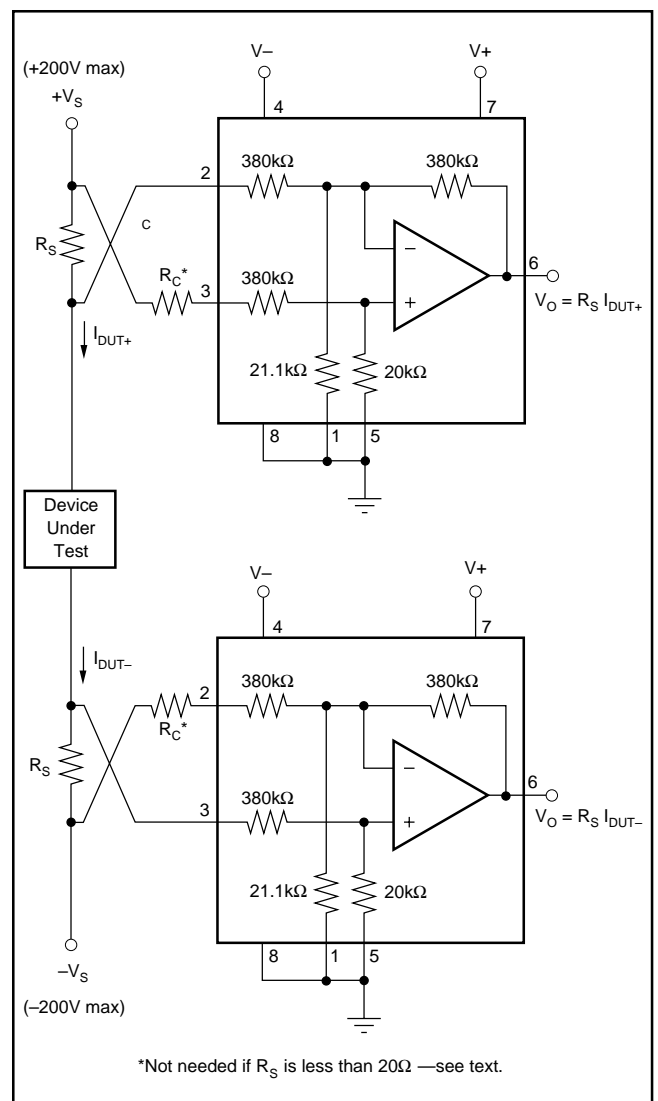 (+200V max)
+V_S
V–
V+
4
7
2
380kΩ
380kΩ
R_S
C
R_C*
3
380kΩ
–
+
6
V_O = R_S I_DUT+
I_DUT+
21.1kΩ
20kΩ
8
1
5
Device
Under
Test
V–
V+
4
7
I_DUT–
2
380kΩ
380kΩ
R_C*
R_S
–
6
3
380kΩ
+
V_O = R_S I_DUT–
21.1kΩ
20kΩ
8
1
5
–V_S
(–200V max)
*Not needed if R_S is less than 20Ω —see text.